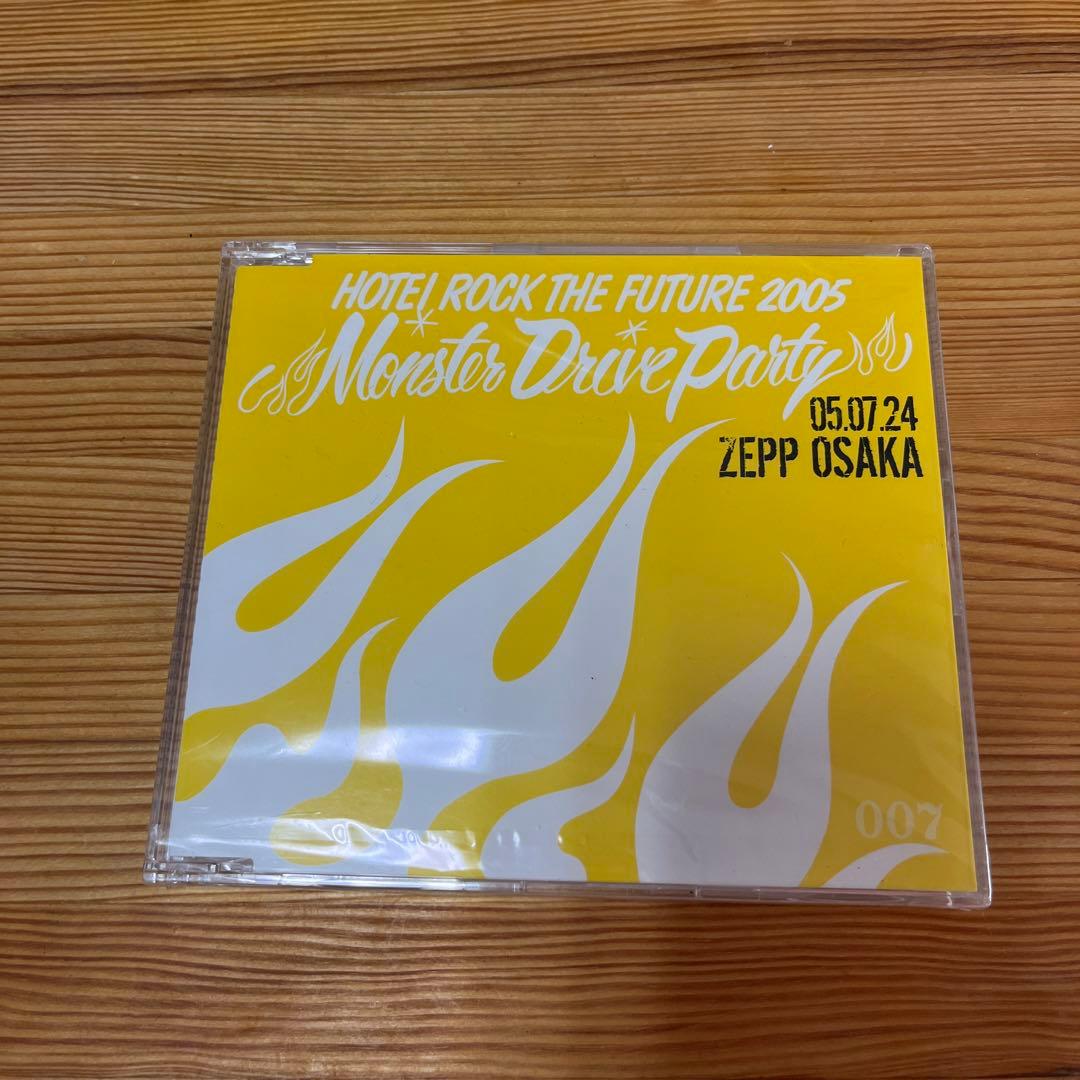 HOTEI ROCK THE FUTURE 2005
Monster Drive Party
05.07.24
ZEPP OSAKA
007